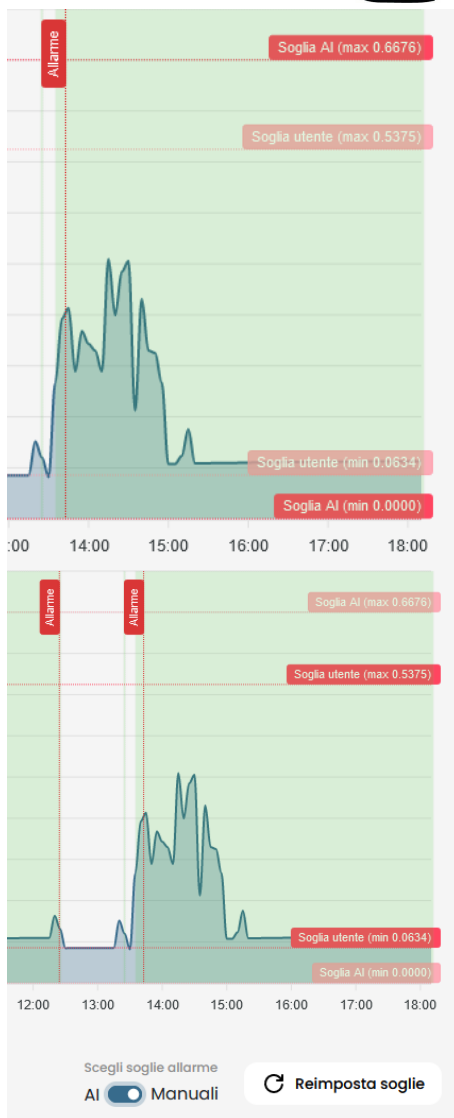 Allarme
Soglia AI (max 0.6676)
Soglia utente (max 0.5375)
Soglia utente (min 0.0634)
Soglia AI (min 0.0000)
:00 14:00 15:00 16:00 17:00 18:00
Allarme Allarme
Soglia AI (max 0.6676)
Soglia utente (max 0.5375)
Soglia utente (min 0.0634)
Soglia AI (min 0.0000)
12:00 13:00 14:00 15:00 16:00 17:00 18:00
Scegli soglie allarme
AI Manuali
Reimposta soglie